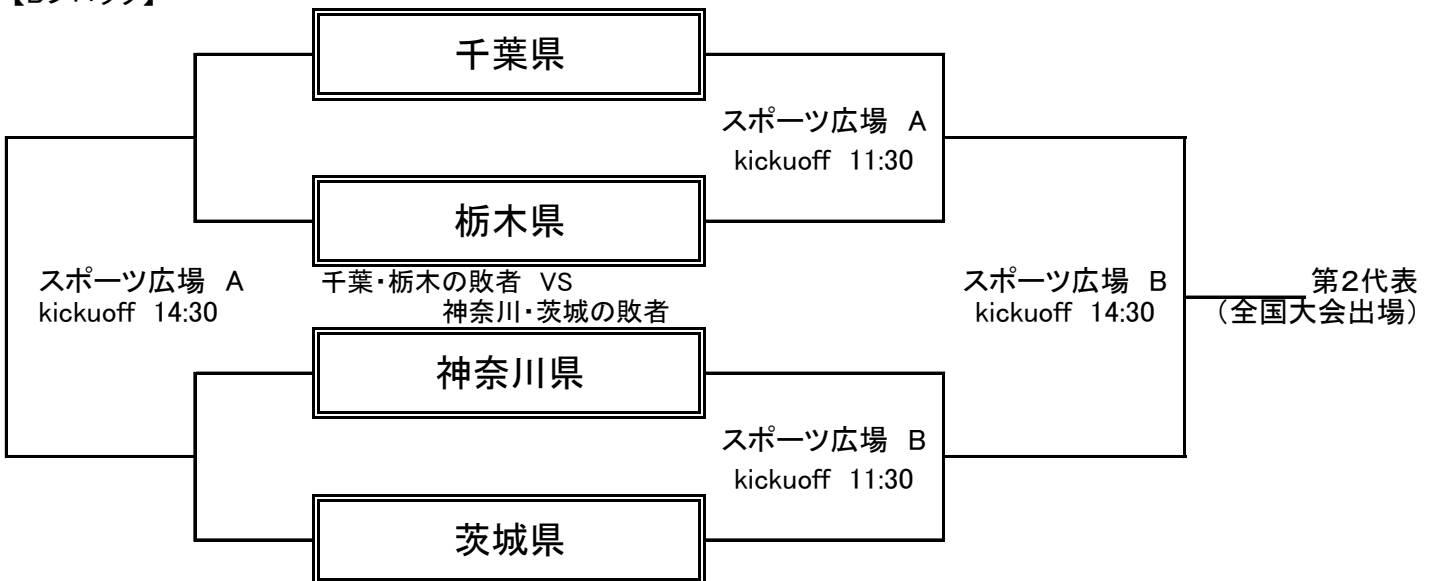 千葉県
スポーツ広場 A
kickuoff 11:30
栃木県
スポーツ広場 A
kickuoff 14:30
千葉・栃木の敗者 VS
神奈川・茨城の敗者
スポーツ広場 B
kickuoff 14:30
第2代表
（全国大会出場）
神奈川県
スポーツ広場 B
kickuoff 11:30
茨城県